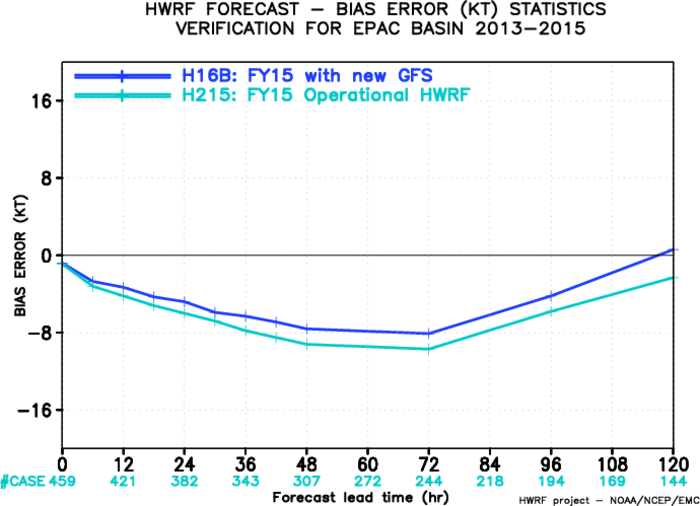 HWRF FORECAST – BIAS ERROR (KT) STATISTICS
VERIFICATION FOR EPAC BASIN 2013–2015
H16B: FY15 with new GFS
H215: FY15 Operational HWRF
16
8
0
–8
–16
BIAS ERROR (KT)
0 12 24 36 48 60 72 84 96 108 120
#CASE 459 421 382 343 307 272 244 218 194 169 144
Forecast lead time (hr)
HWRF project – NOAA/NCEP/EMC